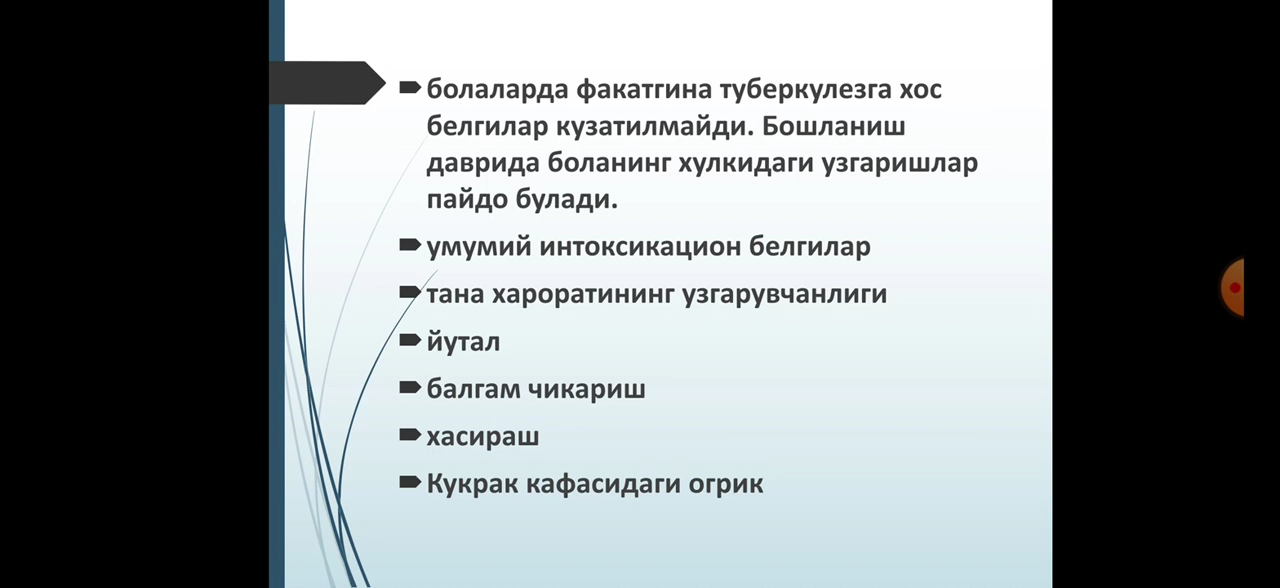 болаларда факатгина туберкулезга хос
белгилар кузатилмайди. Бошланиш
даврида боланинг хулкидаги узгаришлар
пайдо булади.
умумий интоксикацион белгилар
тана хароратининг узгарувчанлиги
йутал
балгам чикариш
хасираш
Кукрак кафасидаги огрик